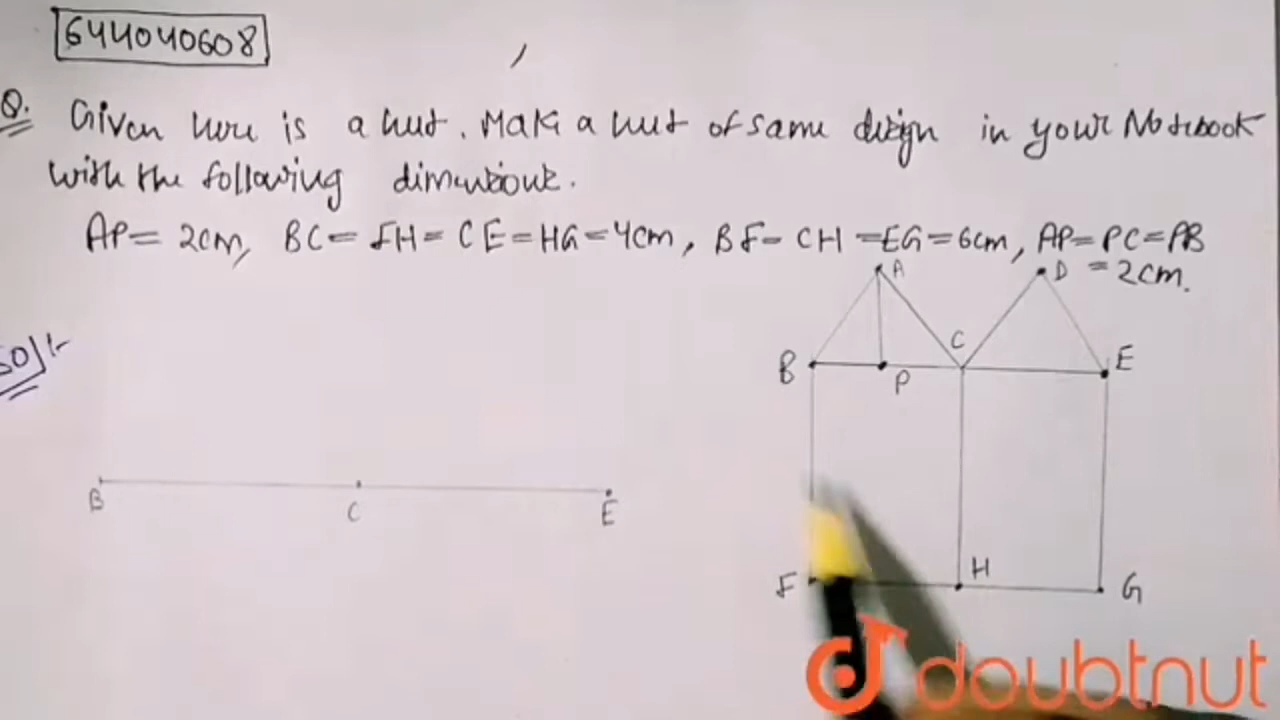 644040608
Q. Given here is a hut. Make a hut of same design in your Notebook
with the following dimensions.
AP= 2cm, BC= FH= CE=HG=4cm, BF= CH =EG=6cm, AP=PC=PB
= 2cm.
A D
Sol:-
B P C E
B C E
F H G
doubtnut